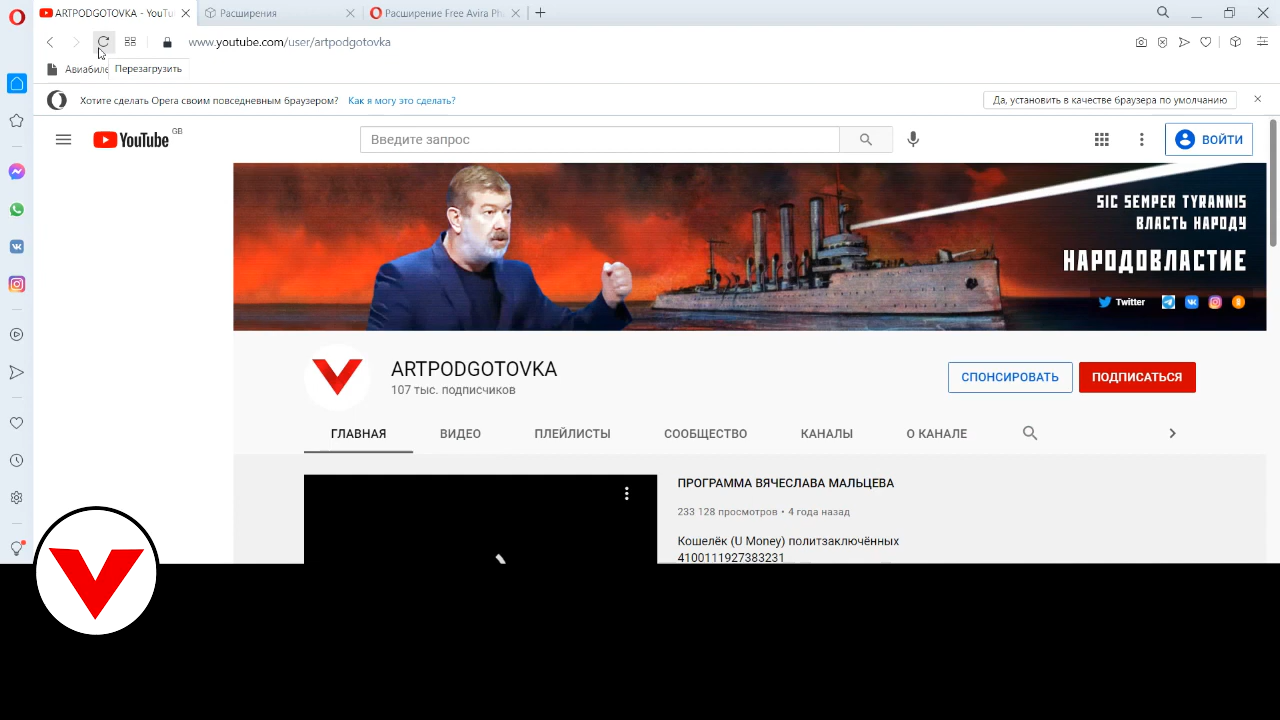 ARTPODGOTOVKA - YouTu
Расширения
Расширение Free Avira Ph
www.youtube.com/user/artpodgotovka
Авиабиле
Перезагрузить
Хотите сделать Opera своим повседневным браузером?
Как я могу это сделать?
Да, установить в качестве браузера по умолчанию
YouTube GB
Введите запрос
ВОЙТИ
SIC SEMPER TYRANNIS
ВЛАСТЬ НАРОДУ
НАРОДОВЛАСТИЕ
Twitter
ARTPODGOTOVKA
107 тыс. подписчиков
СПОНСИРОВАТЬ
ПОДПИСАТЬСЯ
ГЛАВНАЯ
ВИДЕО
ПЛЕЙЛИСТЫ
СООБЩЕСТВО
КАНАЛЫ
О КАНАЛЕ
ПРОГРАММА ВЯЧЕСЛАВА МАЛЬЦЕВА
233 128 просмотров • 4 года назад
Кошелёк (U Money) политзаключённых
4100111927383231